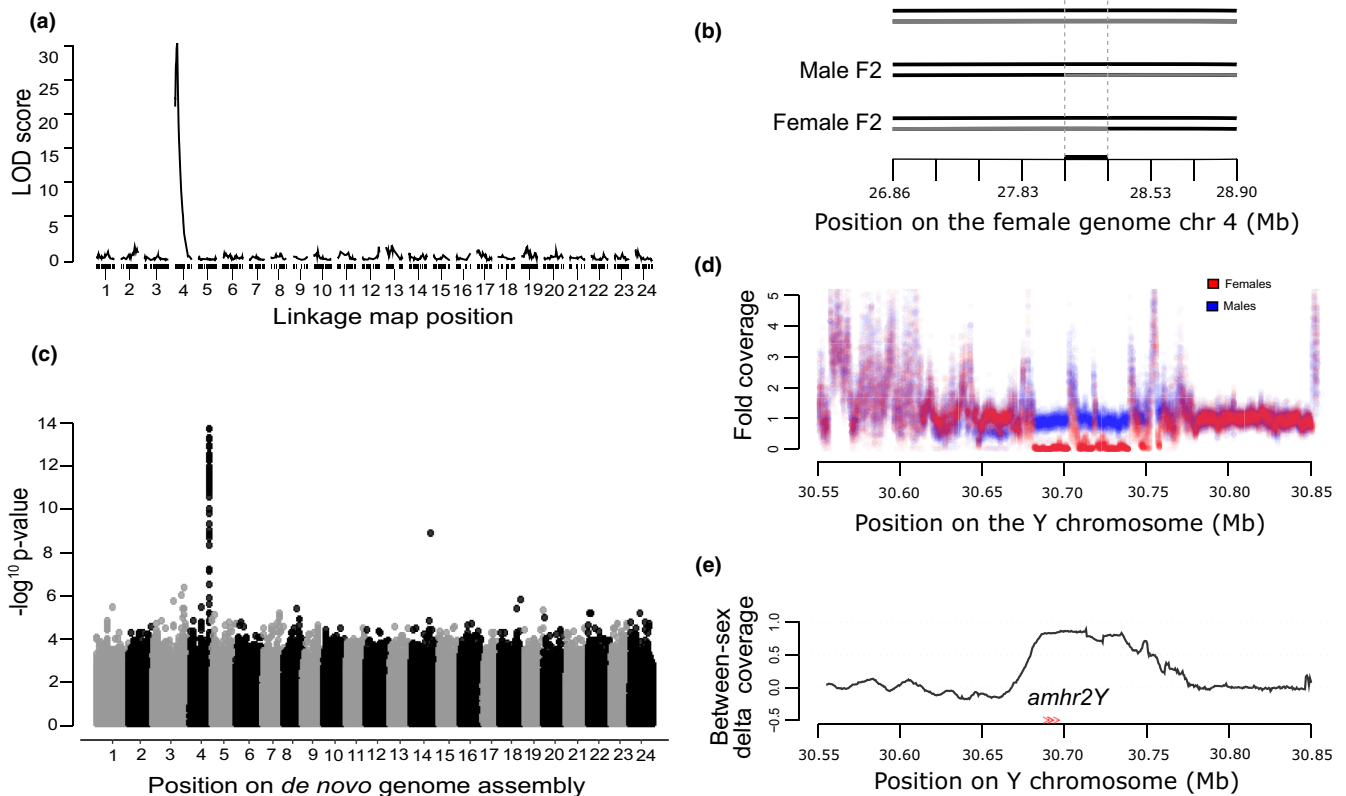 (a)
30
25
20
15
10
5
0
LOD score
1 2 3 4 5 6 7 8 9 10 11 12 13 14 15 16 17 18 19 20 21 22 23 24
Linkage map position
(b)
Male F2
Female F2
26.86 27.83 28.53 28.90
Position on the female genome chr 4 (Mb)
(c)
14
12
10
8
6
4
2
0
-log10 p-value
1 2 3 4 5 6 7 8 9 10 11 12 13 14 15 16 17 18 19 20 21 22 23 24
Position on de novo genome assembly
(d)
Females
Males
5
4
3
2
1
0
Fold coverage
30.55 30.60 30.65 30.70 30.75 30.80 30.85
Position on the Y chromosome (Mb)
(e)
1.0
0.5
0.0
-0.5
Between-sex
delta coverage
amhr2Y
30.55 30.60 30.65 30.70 30.75 30.80 30.85
Position on Y chromosome (Mb)